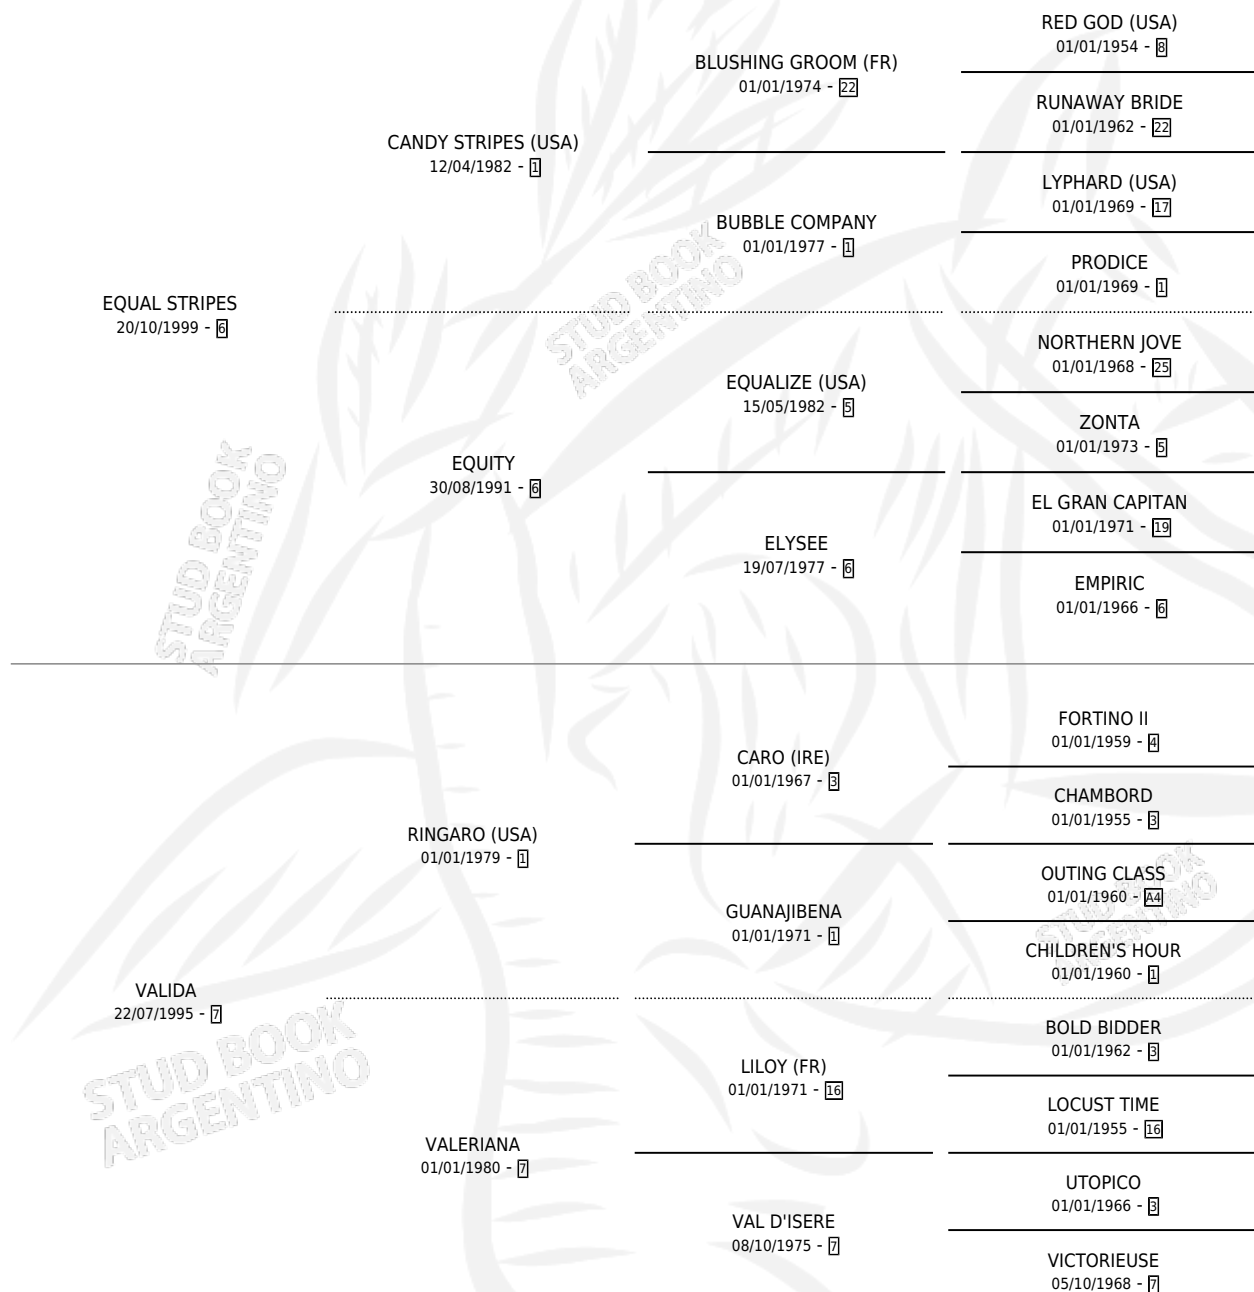 RED GOD (USA)
01/01/1954 - 8
BLUSHING GROOM (FR)
01/01/1974 - 22
RUNAWAY BRIDE
01/01/1962 - 22
CANDY STRIPES (USA)
12/04/1982 - 1
LYPHARD (USA)
01/01/1969 - 17
BUBBLE COMPANY
01/01/1977 - 1
PRODICE
01/01/1969 - 1
EQUAL STRIPES
20/10/1999 - 6
STUD BOOK
ARGENTINO
NORTHERN JOVE
01/01/1968 - 25
EQUALIZE (USA)
15/05/1982 - 5
ZONTA
01/01/1973 - 5
EQUITY
30/08/1991 - 6
EL GRAN CAPITAN
01/01/1971 - 19
ELYSEE
19/07/1977 - 6
EMPIRIC
01/01/1966 - 6
STUD BOOK
ARGENTINO
FORTINO II
01/01/1959 - 4
CARO (IRE)
01/01/1967 - 3
CHAMBORD
01/01/1955 - 3
RINGARO (USA)
01/01/1979 - 1
OUTING CLASS
01/01/1960 - A4
GUANAJIBENA
01/01/1971 - 1
STUD BOOK
ARGENTINO
CHILDREN'S HOUR
01/01/1960 - 1
VALIDA
22/07/1995 - 7
BOLD BIDDER
01/01/1962 - 3
LILOY (FR)
01/01/1971 - 16
LOCUST TIME
01/01/1955 - 16
STUD BOOK
ARGENTINO
VALERIANA
01/01/1980 - 7
UTOPICO
01/01/1966 - 3
VAL D'ISERE
08/10/1975 - 7
VICTORIEUSE
05/10/1968 - 7